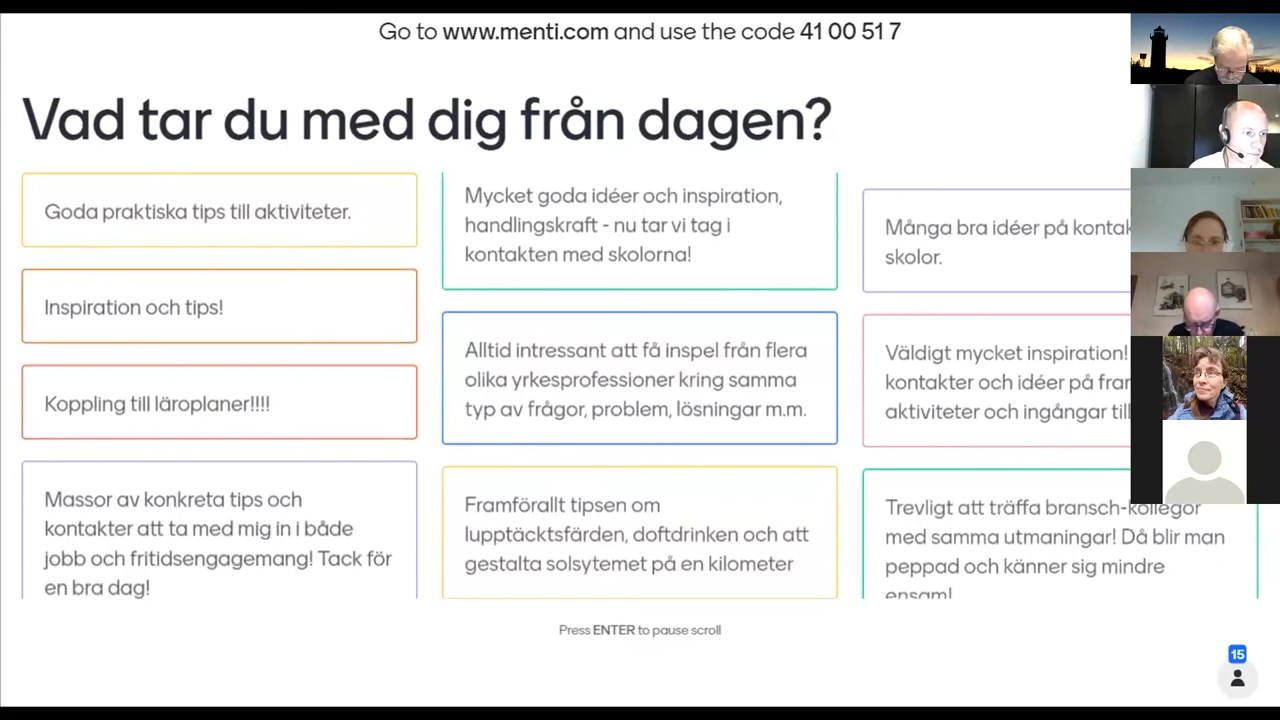 Go to www.menti.com and use the code 41 00 51 7
Vad tar du med dig från dagen?
Goda praktiska tips till aktiviteter.
Inspiration och tips!
Koppling till läroplaner!!!!
Massor av konkreta tips och
kontakter att ta med mig in i både
jobb och fritidsengagemang! Tack för
en bra dag!
Mycket goda idéer och inspiration,
handlingskraft - nu tar vi tag i
kontakten med skolorna!
Alltid intressant att få inspel från flera
olika yrkesprofessioner kring samma
typ av frågor, problem, lösningar m.m.
Framförallt tipsen om
lupptäcktsfärden, doftdrinken och att
gestalta solsytemet på en kilometer
Många bra idéer på
skolor.
Väldigt mycket inspiration!
kontakter och idéer på
aktiviteter och ingångar
Trevligt att träffa bransch-kollegor
med samma utmaningar! Då blir man
peppad och känner sig mindre
ensam!
Press ENTER to pause scroll
15